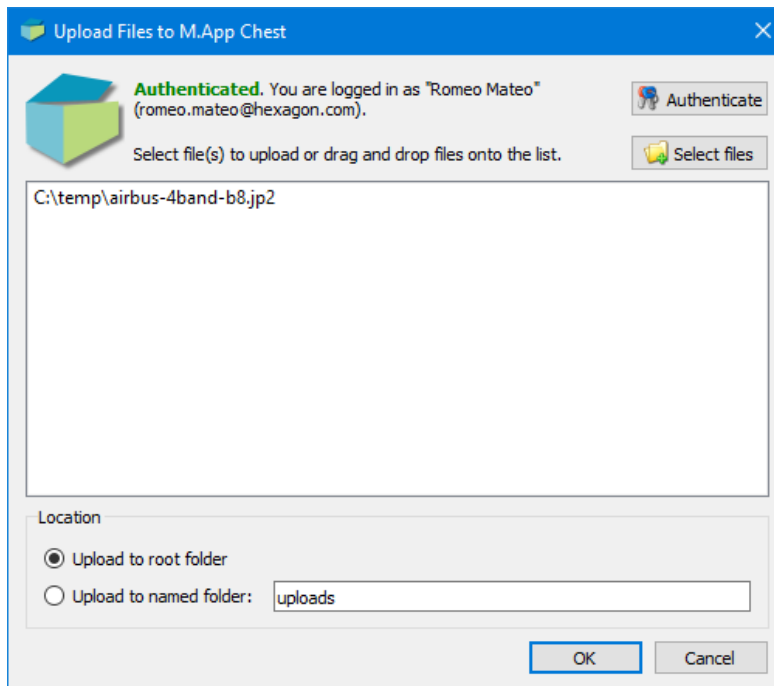 Upload Files to M.App Chest
Authenticated. You are logged in as "Romeo Mateo"
(romeo.mateo@hexagon.com).
Authenticate
Select file(s) to upload or drag and drop files onto the list.
Select files
C:\temp\airbus-4band-b8.jp2
Location
Upload to root folder
Upload to named folder: uploads
OK Cancel